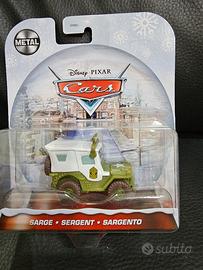 METAL
Disney PIXAR
Cars
SARGE • SERGENT • SARGENTO
subito